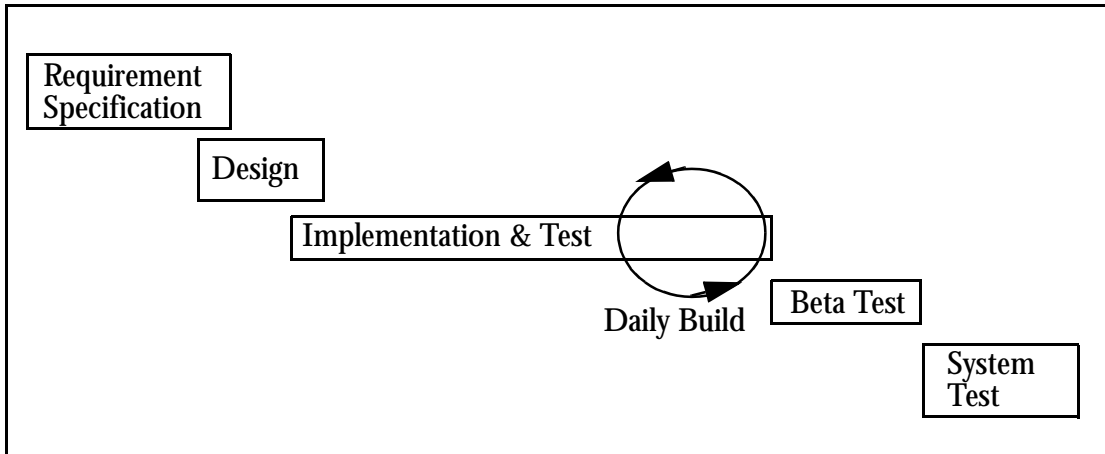 Requirement
Specification
Design
Implementation & Test
Daily Build
Beta Test
System
Test